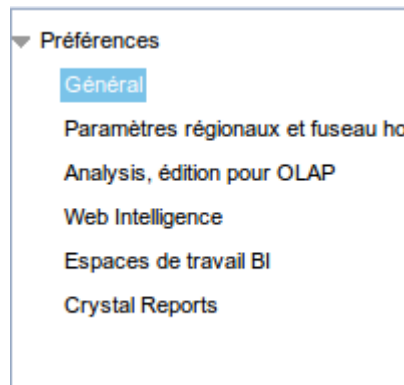 Préférences
Général
Paramètres régionaux et fuseau ho
Analysis, édition pour OLAP
Web Intelligence
Espaces de travail BI
Crystal Reports